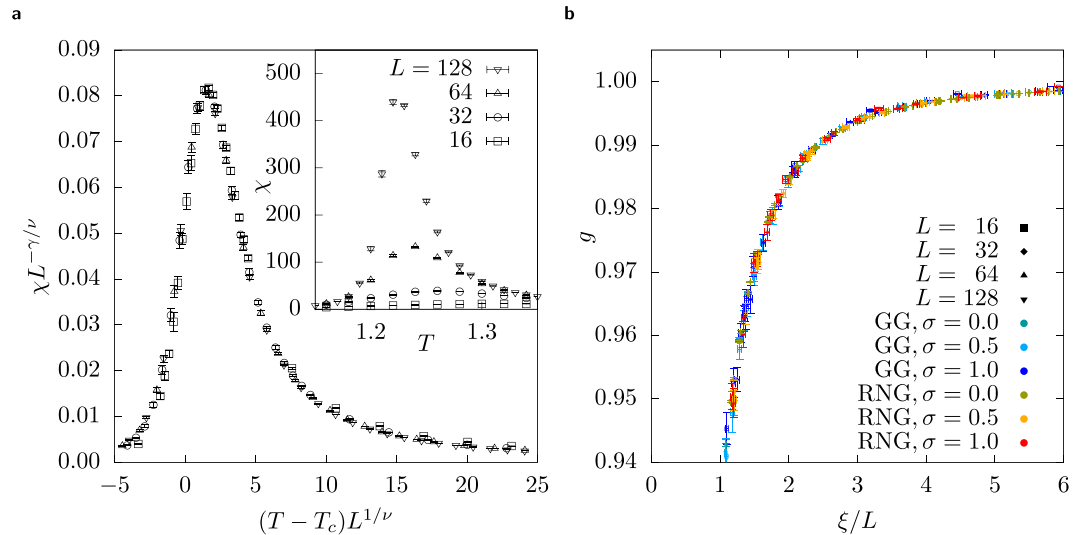 a
0.09
0.08
0.07
0.06
0.05
0.04
0.03
0.02
0.01
0.00
χL^{−γ/ν}
−5 0 5 10 15 20 25
(T − T_c)L^{1/ν}
500
400
300
200
100
0
χ
L = 128
64
32
16
1.2 1.3
T
b
1.00
0.99
0.98
0.97
0.96
0.95
0.94
g
L = 16
L = 32
L = 64
L = 128
GG, σ = 0.0
GG, σ = 0.5
GG, σ = 1.0
RNG, σ = 0.0
RNG, σ = 0.5
RNG, σ = 1.0
0 1 2 3 4 5 6
ξ/L